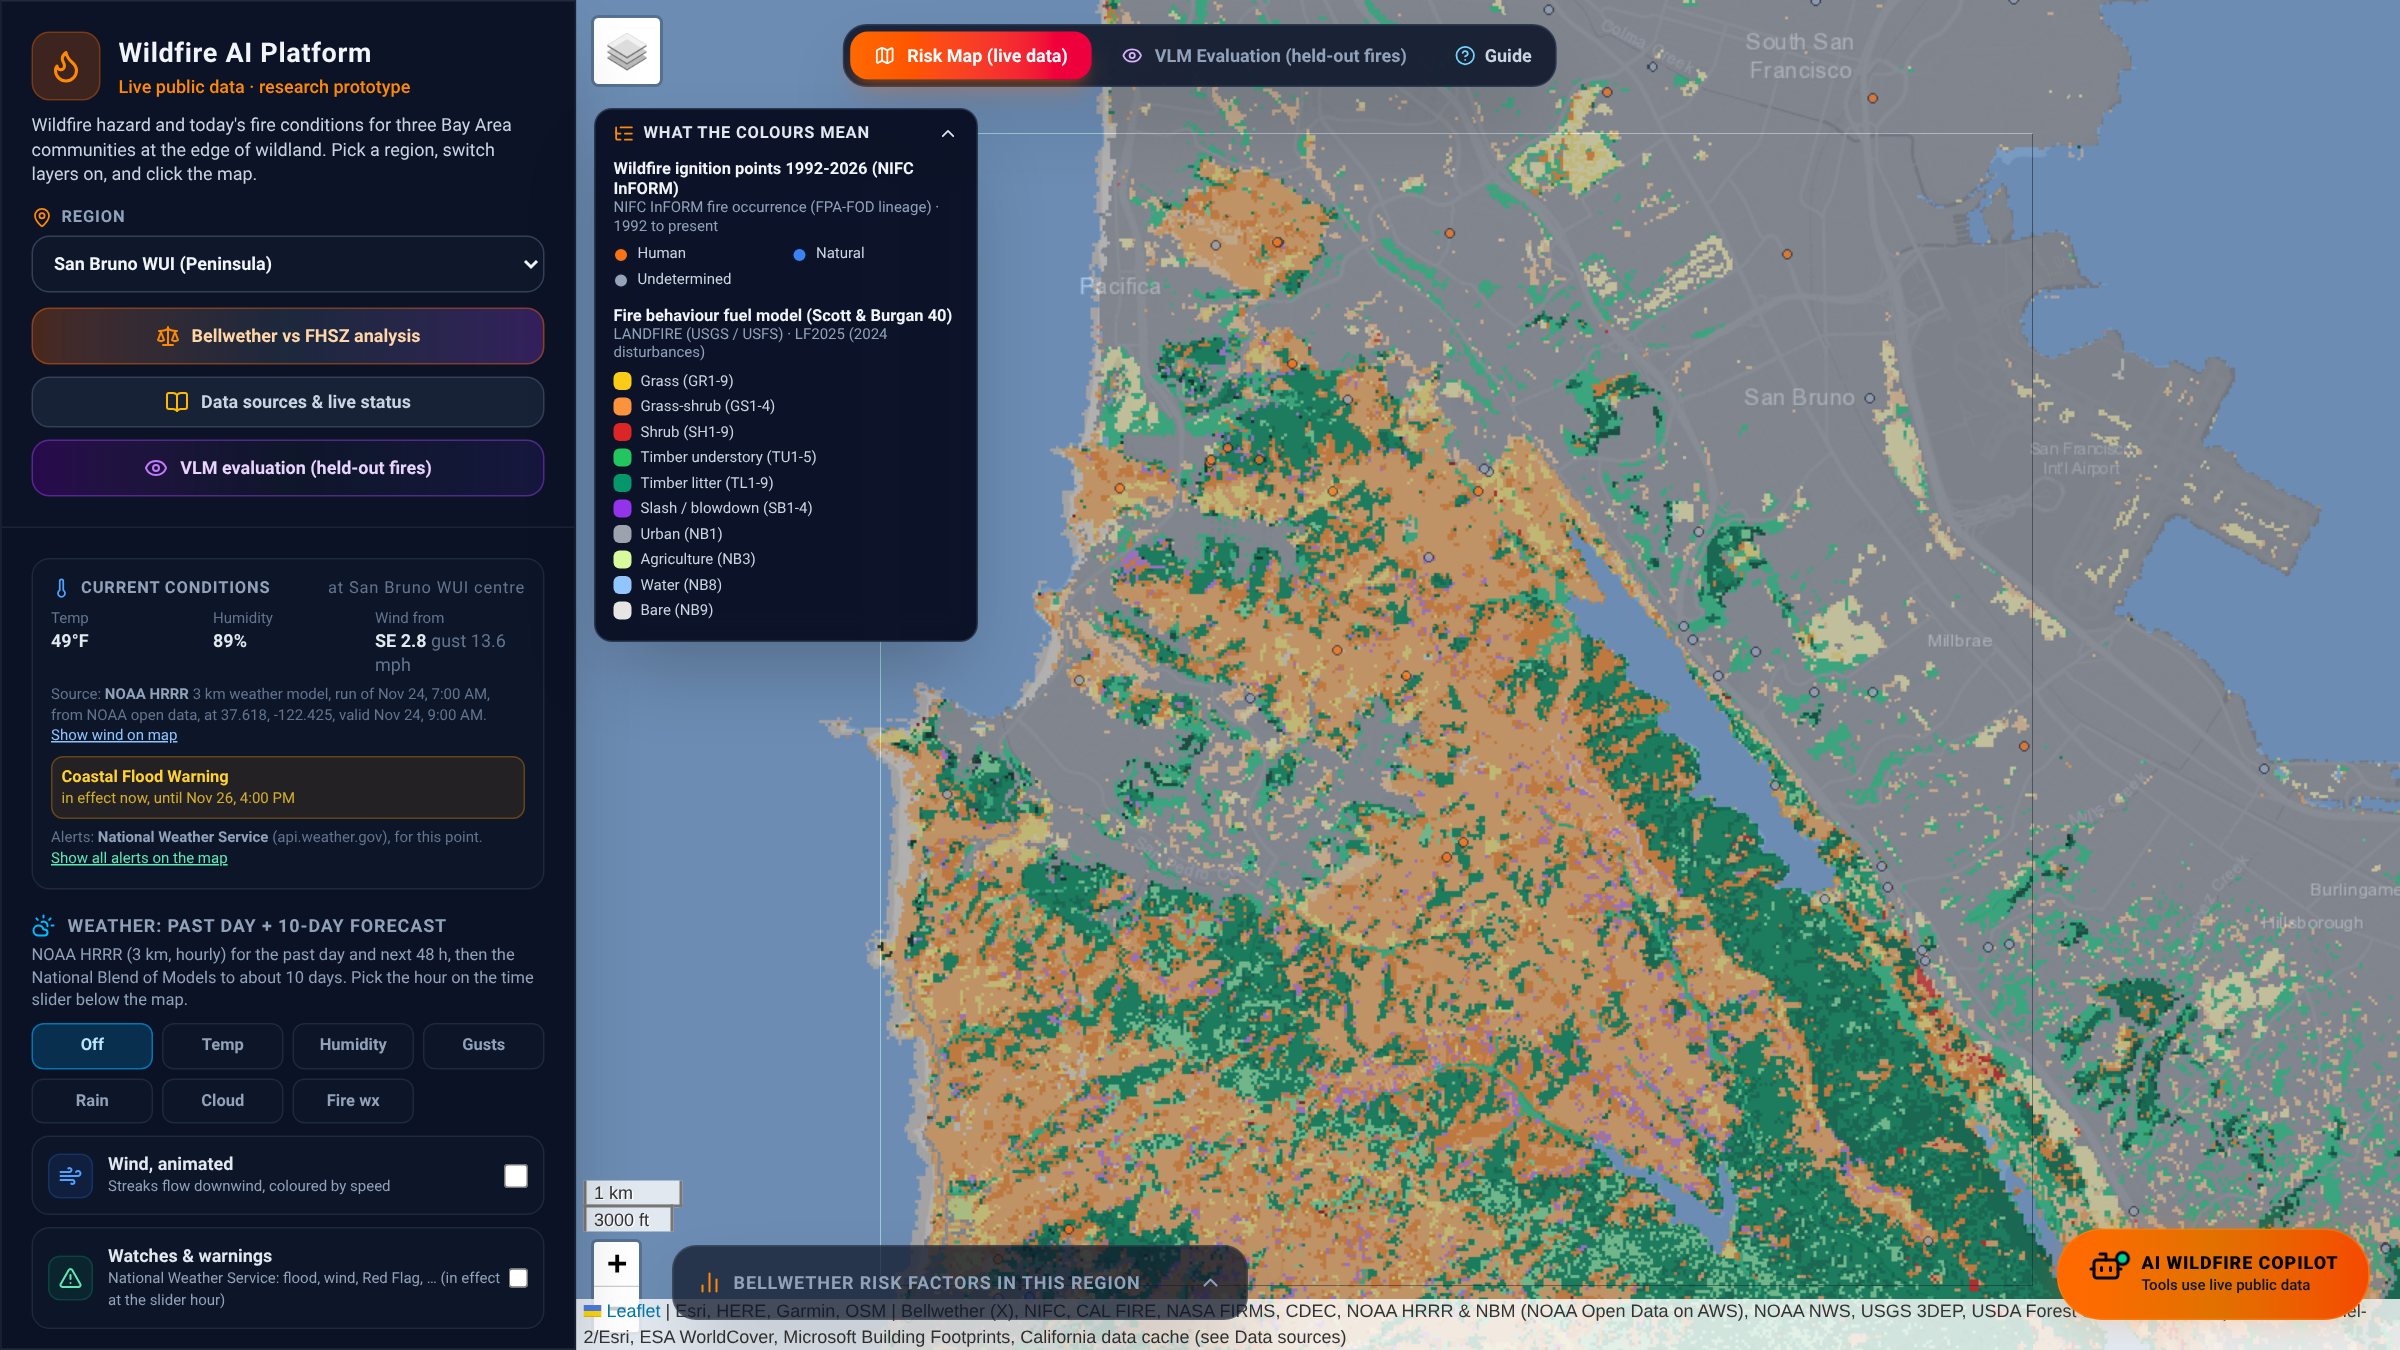 Wildfire AI Platform
Live public data · research prototype
Wildfire hazard and today's fire conditions for three Bay Area
communities at the edge of wildland. Pick a region, switch
layers on, and click the map.
REGION
San Bruno WUI (Peninsula)
Bellwether vs FHSZ analysis
Data sources & live status
VLM evaluation (held-out fires)
CURRENT CONDITIONS
at San Bruno WUI centre
Temp
Humidity
Wind from
49°F
89%
SE 2.8 gust 13.6
mph
Source: NOAA HRRR 3 km weather model, run of Nov 24, 7:00 AM,
from NOAA open data, at 37.618, -122.425, valid Nov 24, 9:00 AM.
Show wind on map
Coastal Flood Warning
in effect now, until Nov 26, 4:00 PM
Alerts: National Weather Service (api.weather.gov), for this point.
Show all alerts on the map
WEATHER: PAST DAY + 10-DAY FORECAST
NOAA HRRR (3 km, hourly) for the past day and next 48 h, then the
National Blend of Models to about 10 days. Pick the hour on the time
slider below the map.
Off
Temp
Humidity
Gusts
Rain
Cloud
Fire wx
Wind, animated
Streaks flow downwind, coloured by speed
Watches & warnings
National Weather Service: flood, wind, Red Flag, ... (in effect
at the slider hour)
Risk Map (live data)
VLM Evaluation (held-out fires)
Guide
WHAT THE COLOURS MEAN
Wildfire ignition points 1992-2026 (NIFC
InFORM)
NIFC InFORM fire occurrence (FPA-FOD lineage) ·
1992 to present
Human
Natural
Undetermined
Fire behaviour fuel model (Scott & Burgan 40)
LANDFIRE (USGS / USFS) · LF2025 (2024
disturbances)
Grass (GR1-9)
Grass-shrub (GS1-4)
Shrub (SH1-9)
Timber understory (TU1-5)
Timber litter (TL1-9)
Slash / blowdown (SB1-4)
Urban (NB1)
Agriculture (NB3)
Water (NB8)
Bare (NB9)
Colma Creek
South San
Francisco
Pacifica
San Bruno
San Francisco
Int'l Airport
Millbrae
Mills Creek
Burlingame
Hillsborough
1 km
3000 ft
+
BELLWETHER RISK FACTORS IN THIS REGION
AI WILDFIRE COPILOT
Tools use live public data
Leaflet | Esri, HERE, Garmin, OSM | Bellwether (X), NIFC, CAL FIRE, NASA FIRMS, CDEC, NOAA HRRR & NBM (NOAA Open Data on AWS), NOAA NWS, USGS 3DEP, USDA Forest
2/Esri, ESA WorldCover, Microsoft Building Footprints, California data cache (see Data sources)